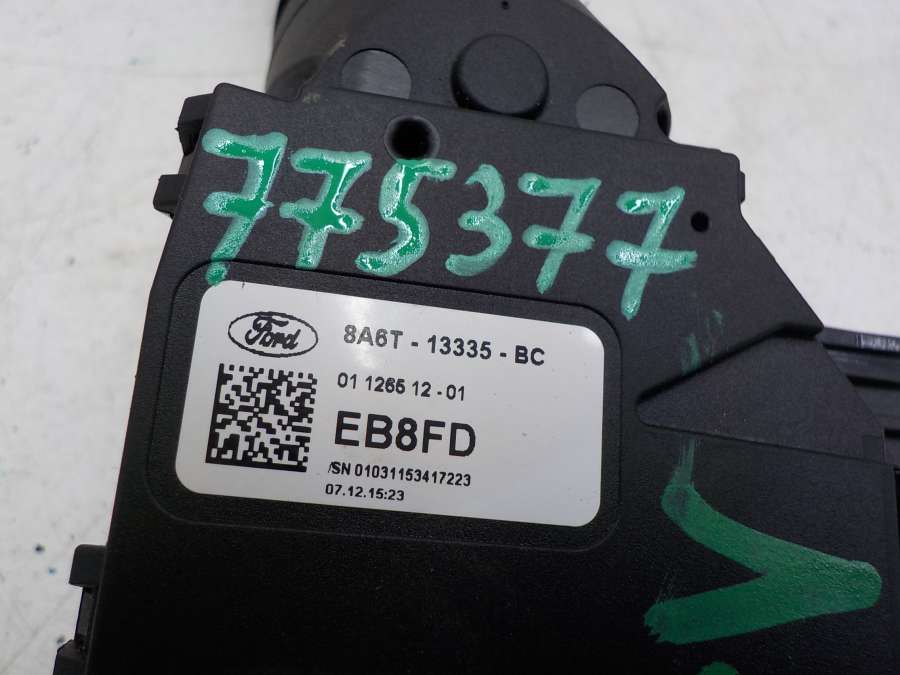 775377
Ford
8A6T - 13335 - BC
01 1265 12 - 01
EB8FD
/SN 01031153417223
07.12.15:23